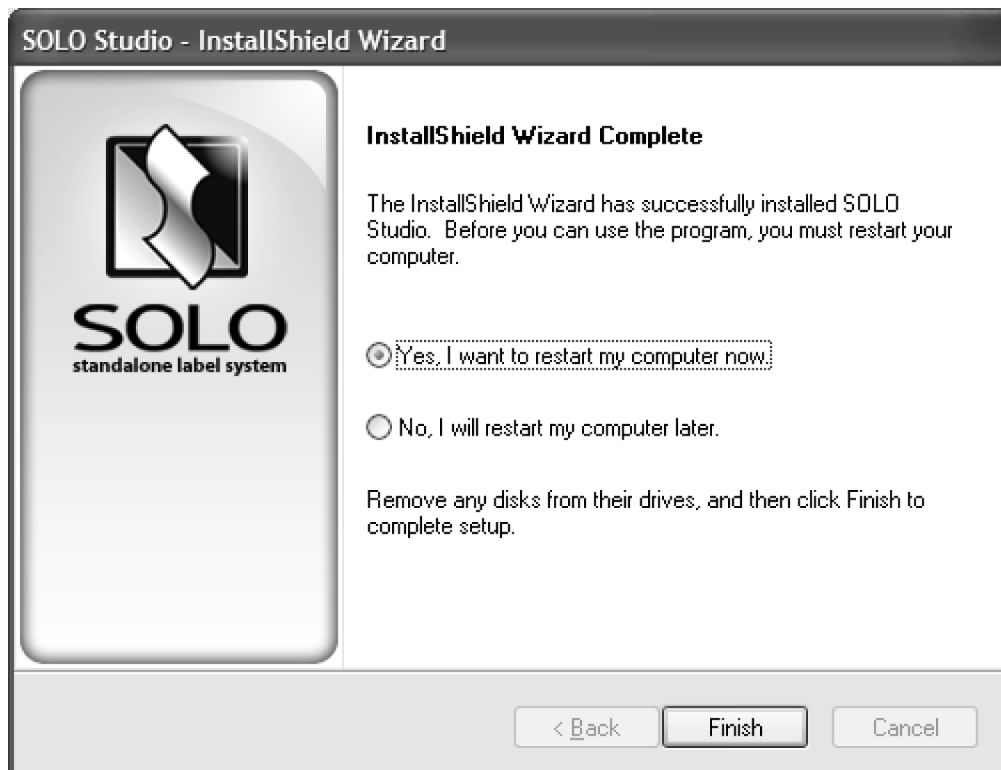 SOLO Studio - InstallShield Wizard
SOLO
standalone label system
InstallShield Wizard Complete
The InstallShield Wizard has successfully installed SOLO
Studio.  Before you can use the program, you must restart your
computer.
Yes, I want to restart my computer now.
No, I will restart my computer later.
Remove any disks from their drives, and then click Finish to
complete setup.
< Back
Finish
Cancel